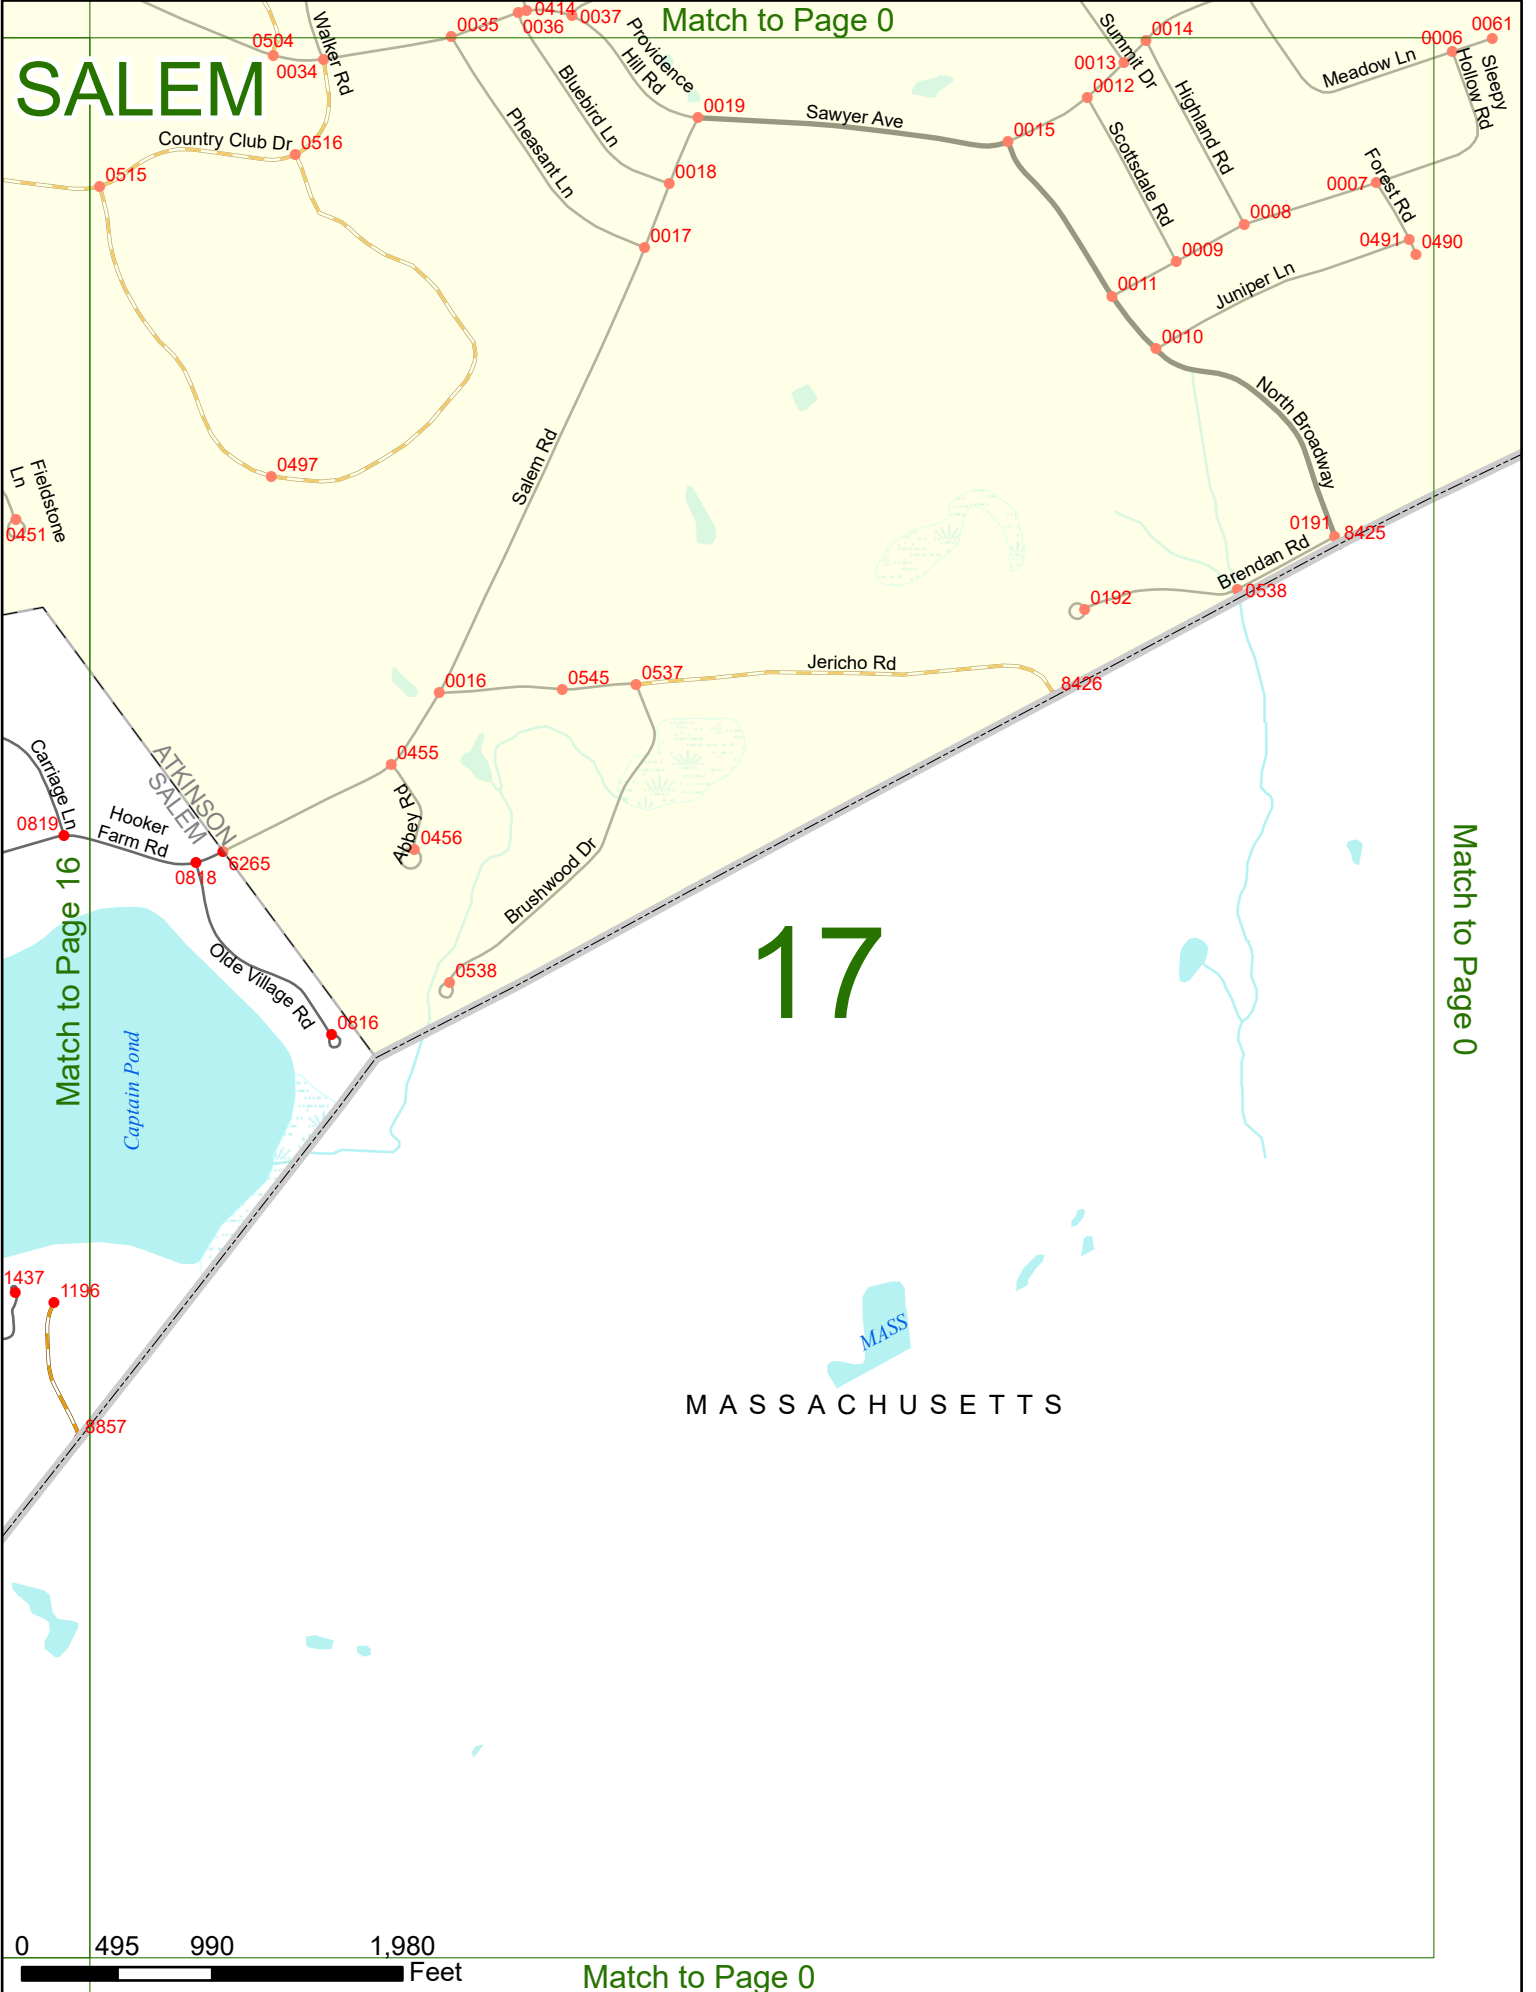 Match to Page 0
SALEM
0504
0034
Walker Rd
0035
0414
0036
0037
Providence
Hill Rd
Summit Dr
0014
0013
0012
0006
0061
Sleepy
Hollow Rd
Meadow Ln
Bluebird Ln
Pheasant Ln
0019
Sawyer Ave
0015
Highland Rd
Scottsdale Rd
Country Club Dr
0516
0515
0018
0017
Forest Rd
0007
0008
0009
0491
0490
Juniper Ln
0011
0010
North Broadway
Salem Rd
0497
Fieldstone
Ln
0451
0191
8425
Brendan Rd
0538
0192
Jericho Rd
8426
0016
0545
0537
0455
Abbey Rd
0456
Brushwood Dr
0538
ATKINSON
SALEM
Carriage Ln
0819
Hooker
Farm Rd
0818
6265
Olde Village Rd
0816
Match to Page 16
Captain Pond
17
Match to Page 0
1437
1196
8857
MASS
MASSACHUSETTS
0 495 990 1,980
Feet
Match to Page 0